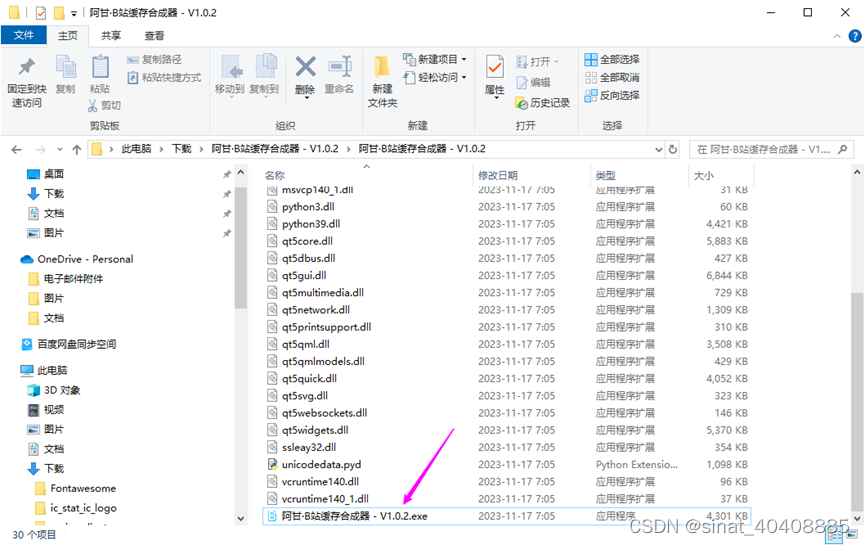 阿甘·B站缓存合成器 - V1.0.2
文件 主页 共享 查看
固定到快速访问
复制
粘贴
复制路径
粘贴快捷方式
剪切
剪贴板
移动到
复制到
删除
重命名
组织
新建文件夹
新建项目
轻松访问
新建
属性
打开
编辑
历史记录
打开
全部选择
全部取消
反向选择
选择
此电脑 › 下载 › 阿甘·B站缓存合成器 - V1.0.2 › 阿甘·B站缓存合成器 - V1.0.2
在 阿甘·B站缓存合成器 - V1....
桌面
下载
文档
图片
OneDrive - Personal
电子邮件附件
图片
文档
百度网盘同步空间
此电脑
3D 对象
视频
图片
文档
下载
Fontawesome
ic_stat_ic_logo
名称 修改日期 类型 大小
msvcp140_1.dll 2023-11-17 7:05 应用程序扩展 31 KB
python3.dll 2023-11-17 7:05 应用程序扩展 60 KB
python39.dll 2023-11-17 7:05 应用程序扩展 4,421 KB
qt5core.dll 2023-11-17 7:05 应用程序扩展 5,883 KB
qt5dbus.dll 2023-11-17 7:05 应用程序扩展 427 KB
qt5gui.dll 2023-11-17 7:05 应用程序扩展 6,844 KB
qt5multimedia.dll 2023-11-17 7:05 应用程序扩展 729 KB
qt5network.dll 2023-11-17 7:05 应用程序扩展 1,309 KB
qt5printsupport.dll 2023-11-17 7:05 应用程序扩展 310 KB
qt5qml.dll 2023-11-17 7:05 应用程序扩展 3,508 KB
qt5qmlmodels.dll 2023-11-17 7:05 应用程序扩展 429 KB
qt5quick.dll 2023-11-17 7:05 应用程序扩展 4,052 KB
qt5svg.dll 2023-11-17 7:05 应用程序扩展 323 KB
qt5websockets.dll 2023-11-17 7:05 应用程序扩展 146 KB
qt5widgets.dll 2023-11-17 7:05 应用程序扩展 5,370 KB
ssleay32.dll 2023-11-17 7:05 应用程序扩展 354 KB
unicodedata.pyd 2023-11-17 7:05 Python Extensio... 1,098 KB
vcruntime140.dll 2023-11-17 7:05 应用程序扩展 96 KB
vcruntime140_1.dll 2023-11-17 7:05 应用程序扩展 37 KB
阿甘·B站缓存合成器 - V1.0.2.exe 2023-11-17 7:05 应用程序 4,301 KB
30 个项目
CSDN @sinat_40408885